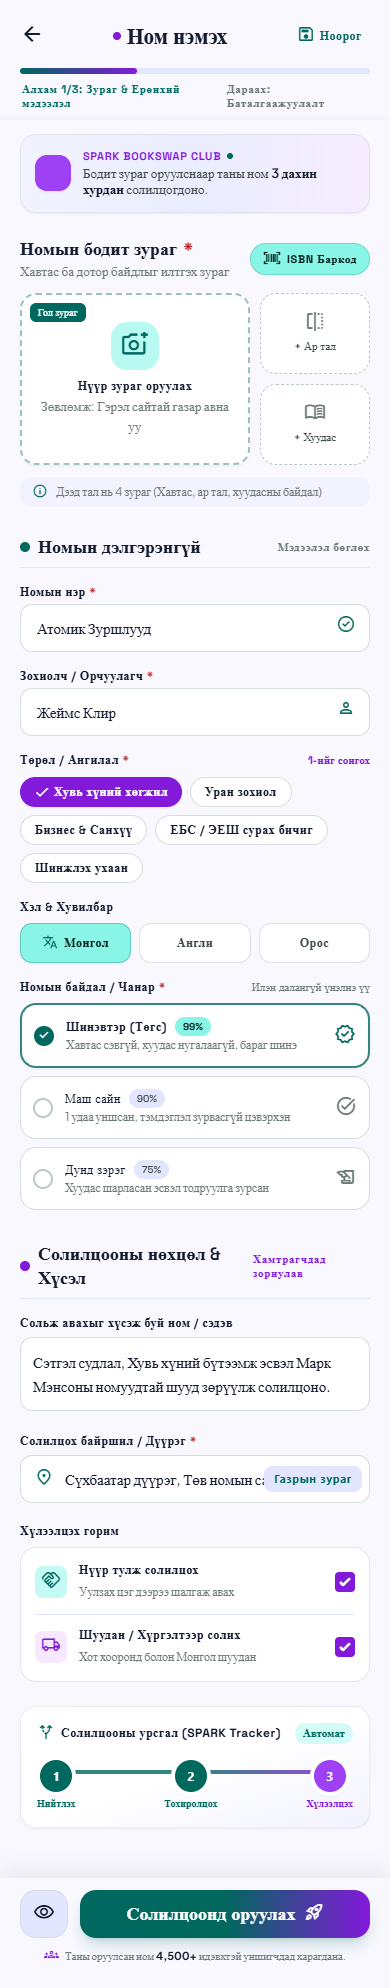 Ном нэмэх
Ноорог
Алхам 1/3: Зураг & Ерөнхий
мэдээлэл
Дараах:
Баталгаажуулалт
SPARK BOOKSWAP CLUB
Бодит зураг оруулснаар таны ном 3 дахин
хурдан солилцогдоно.
Номын бодит зураг *
Хавтас ба дотор байдлыг илтгэх зураг
ISBN Баркод
Гол зураг
Нүүр зураг оруулах
Зөвлөмж: Гэрэл сайтай газар авна
уу
+ Ар тал
+ Хуудас
Дээд тал нь 4 зураг (Хавтас, ар тал, хуудасны байдал)
Номын дэлгэрэнгүй
Мэдээлэл бөглөх
Номын нэр *
Атомик Зуршлууд
Зохиолч / Орчуулагч *
Жеймс Клир
Төрөл / Ангилал *
1-ийг сонгох
Хувь хүний хөгжил
Уран зохиол
Бизнес & Санхүү
ЕБС / ЭЕШ сурах бичиг
Шинжлэх ухаан
Хэл & Хувилбар
Монгол
Англи
Орос
Номын байдал / Чанар *
Илэн далангүй үнэлнэ үү
Шинэвтэр (Төгс)
99%
Хавтас сэвгүй, хуудас нугалаагүй, бараг шинэ
Маш сайн
90%
1 удаа уншсан, тэмдэглэл зурвасгүй цэвэрхэн
Дунд зэрэг
75%
Хуудас шарласан эсвэл тодруулга зурсан
Солилцооны нөхцөл &
Хүсэл
Хамтрагчдад
зориулав
Сольж авахыг хүсэж буй ном / сэдэв
Сэтгэл судлал, Хувь хүний бүтээмж эсвэл Марк
Мэнсоны номуудтай шууд зөрүүлж солилцоно.
Солилцох байршил / Дүүрэг *
Сүхбаатар дүүрэг, Төв номын са
Газрын зураг
Хүлээлцэх горим
Нүүр тулж солилцох
Уулзах цэг дээрээ шалгаж авах
Шуудан / Хүргэлтээр солих
Хот хооронд болон Монгол шуудан
Солилцооны урсгал (SPARK Tracker)
Автомат
1
2
3
Нийтлэх
Тохиролцох
Хүлээлцэх
Солилцоонд оруулах
Таны оруулсан ном 4,500+ идэвхтэй уншигчдад харагдана.